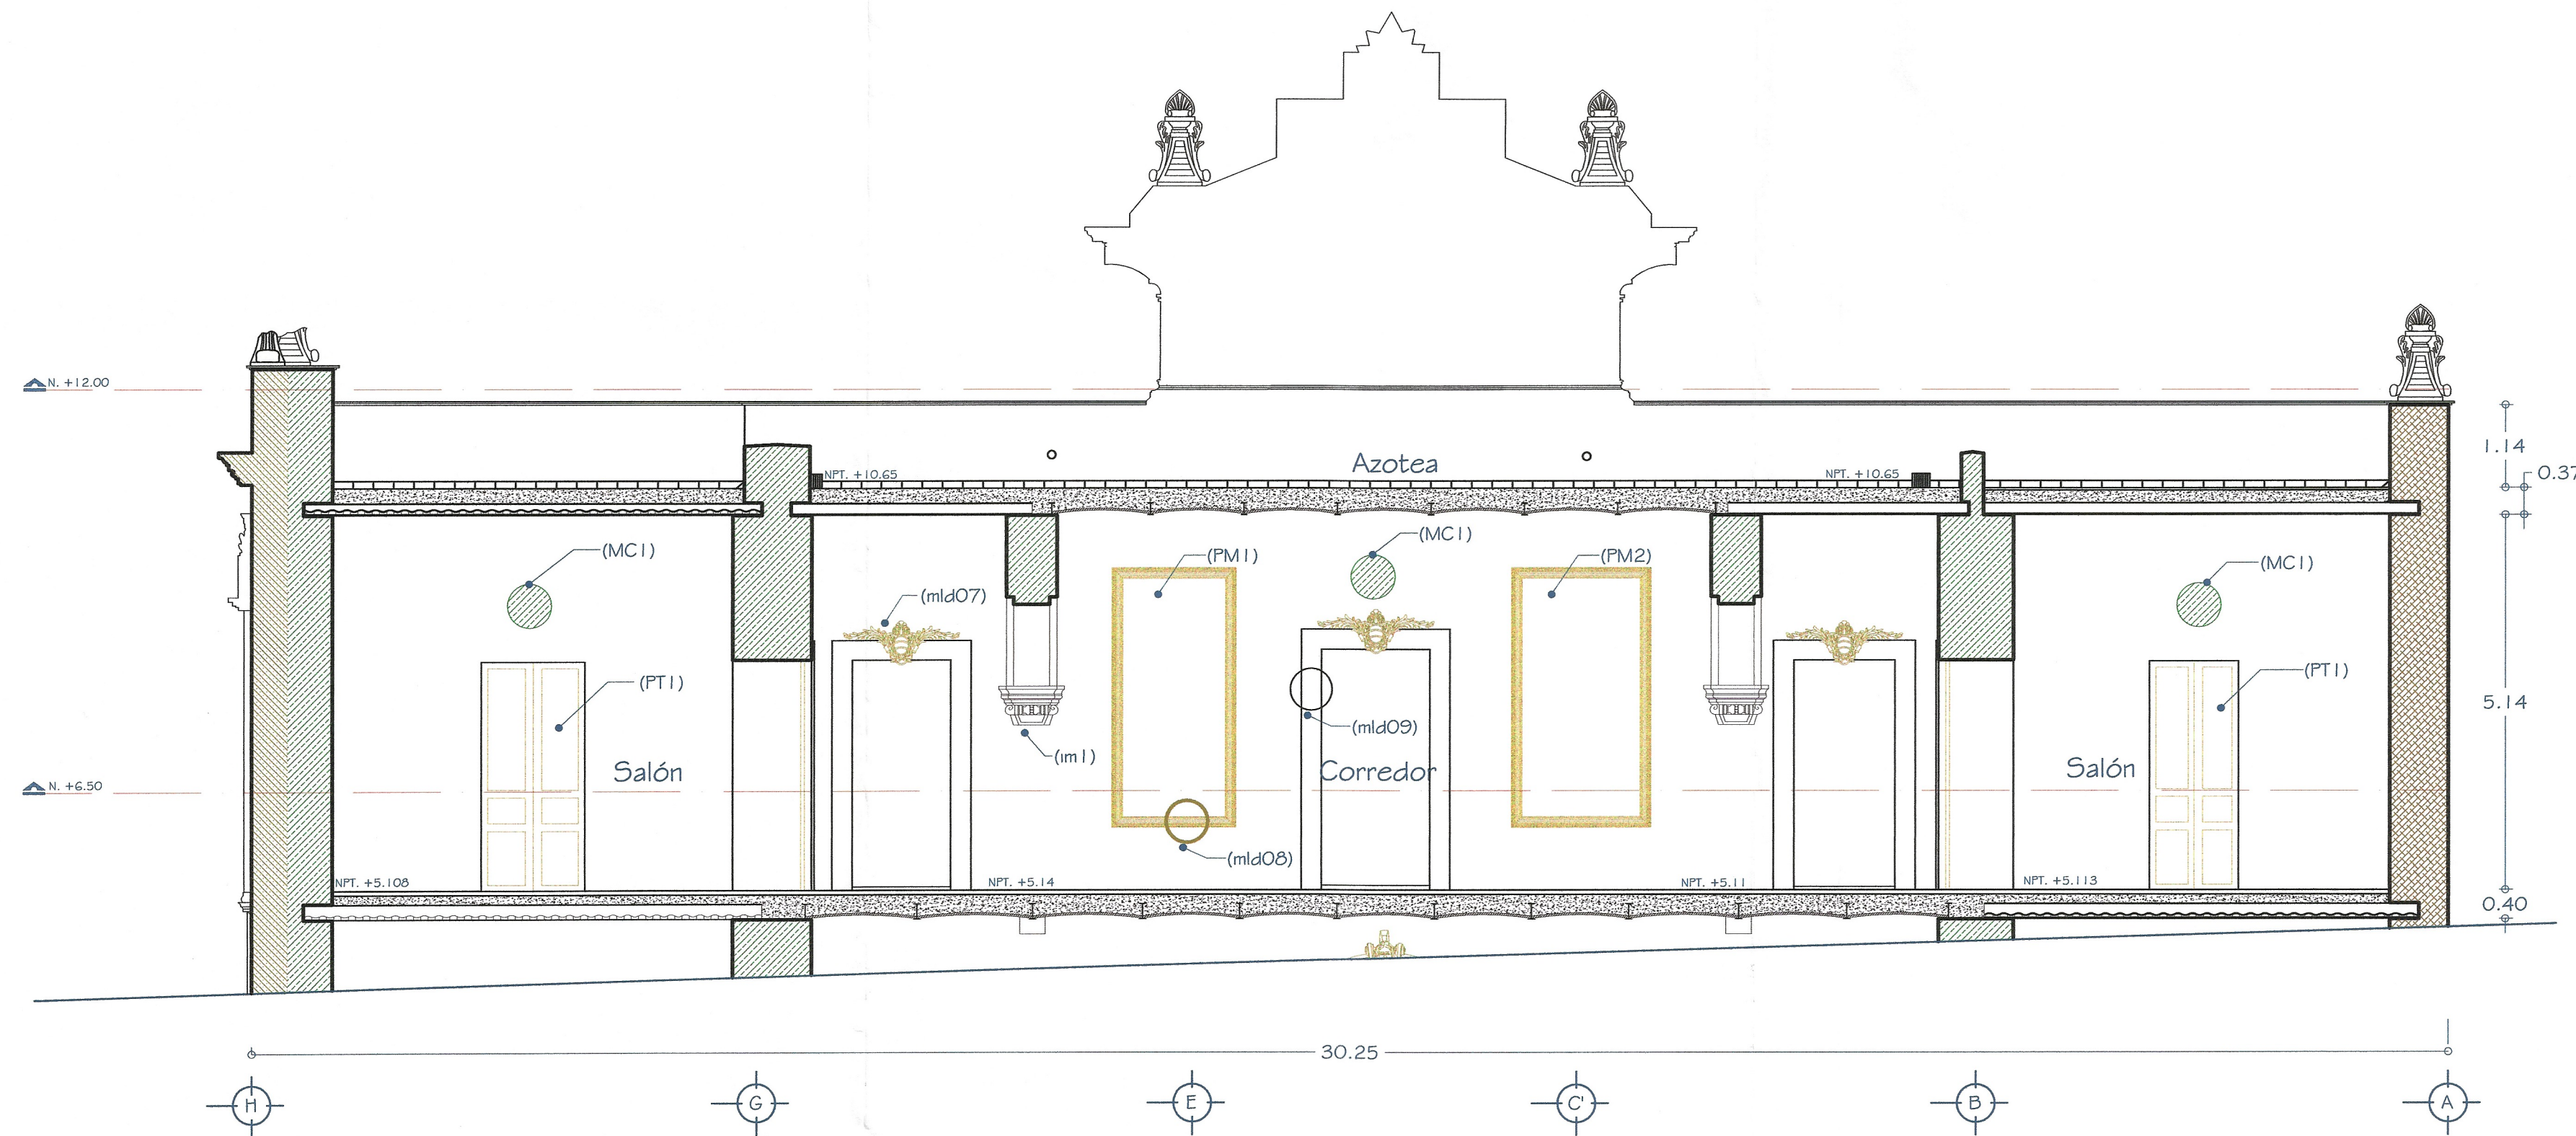 N. +12.00
1.14
0.37
Azotea
NPT. +10.65
NPT. +10.65
(MC1)
(PM1)
(MC1)
(PM2)
(MC1)
(mld07)
(PT1)
(PT1)
(mld09)
5.14
(im1)
Salón
Corredor
Salón
N. +6.50
(mld08)
NPT. +5.108
NPT. +5.14
NPT. +5.11
NPT. +5.113
0.40
30.25
H
G
E
C'
B
A